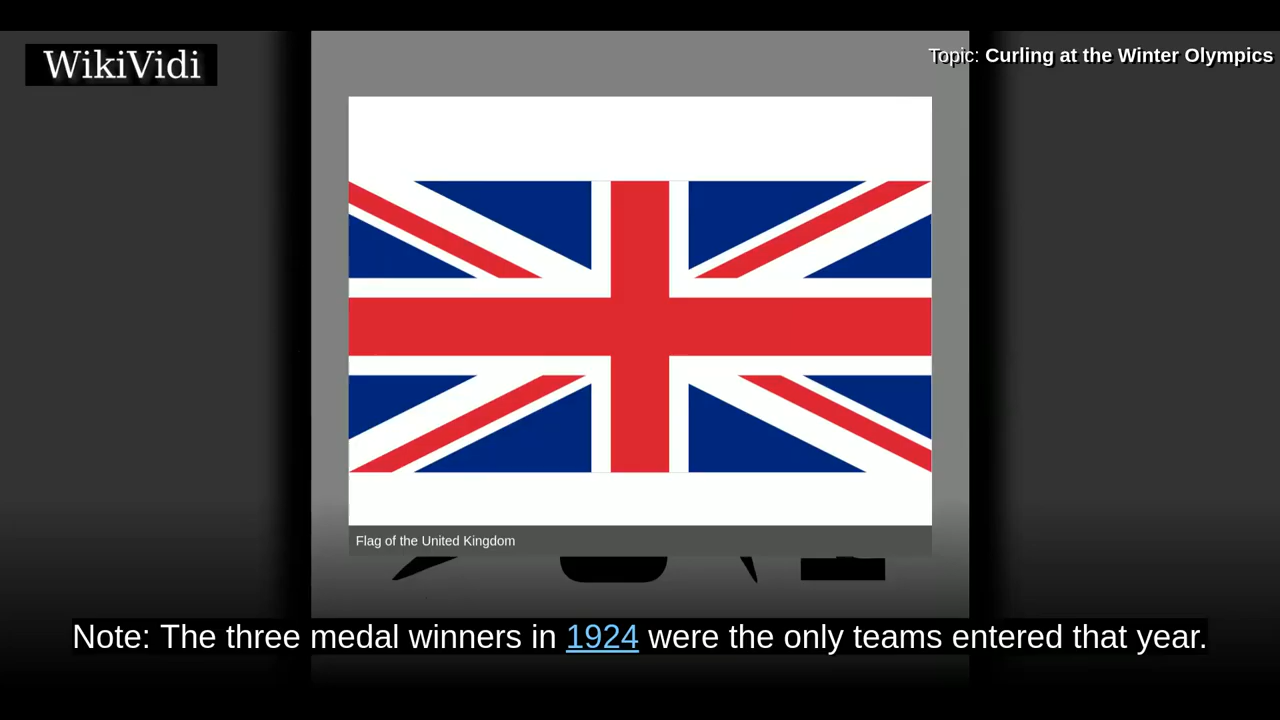 WikiVidi
Topic: Curling at the Winter Olympics
Flag of the United Kingdom
Note: The three medal winners in 1924 were the only teams entered that year.